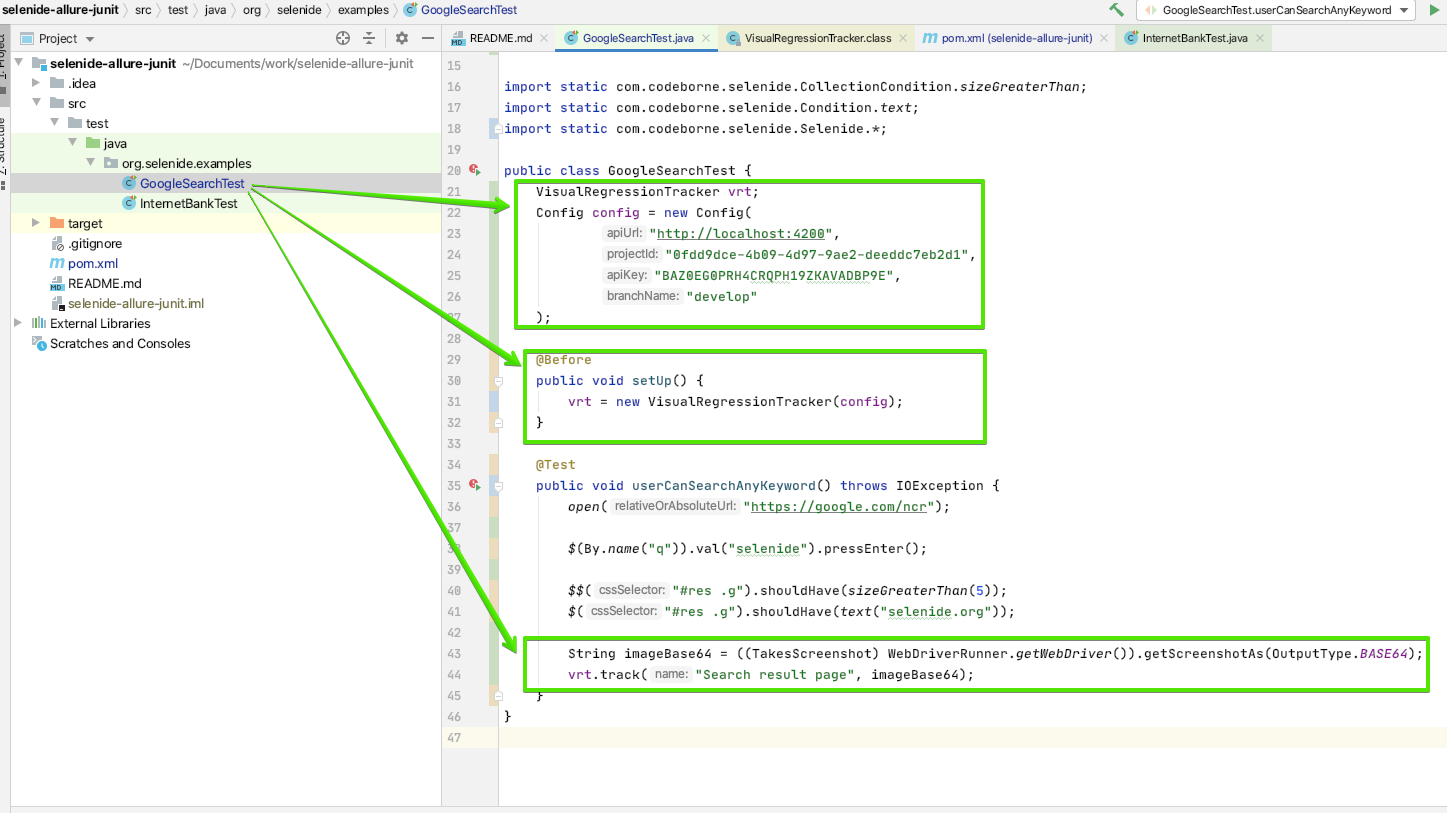 selenide-allure-junit src test java org selenide examples GoogleSearchTest
GoogleSearchTest.userCanSearchAnyKeyword
Project
README.md GoogleSearchTest.java VisualRegressionTracker.class pom.xml (selenide-allure-junit) InternetBankTest.java
selenide-allure-junit ~/Documents/work/selenide-allure-junit
.idea
src
test
java
org.selenide.examples
GoogleSearchTest
InternetBankTest
target
.gitignore
pom.xml
README.md
selenide-allure-junit.iml
External Libraries
Scratches and Consoles
15
16 import static com.codeborne.selenide.CollectionCondition.sizeGreaterThan;
17 import static com.codeborne.selenide.Condition.text;
18 import static com.codeborne.selenide.Selenide.*;
19
20 public class GoogleSearchTest {
21 VisualRegressionTracker vrt;
22 Config config = new Config(
23 apiUrl: "http://localhost:4200",
24 projectId: "0fdd9dce-4b09-4d97-9ae2-deeddc7eb2d1",
25 apiKey: "BAZ0EG0PRH4CRQPH19ZKAVADBP9E",
26 branchName: "develop"
27 );
28
29 @Before
30 public void setUp() {
31 vrt = new VisualRegressionTracker(config);
32 }
33
34 @Test
35 public void userCanSearchAnyKeyword() throws IOException {
36 open( relativeOrAbsoluteUrl: "https://google.com/ncr");
37
38 $(By.name("q")).val("selenide").pressEnter();
39
40 $$( cssSelector: "#res .g").shouldHave(sizeGreaterThan(5));
41 $( cssSelector: "#res .g").shouldHave(text("selenide.org"));
42
43 String imageBase64 = ((TakesScreenshot) WebDriverRunner.getWebDriver()).getScreenshotAs(OutputType.BASE64);
44 vrt.track( name: "Search result page", imageBase64);
45 }
46 }
47